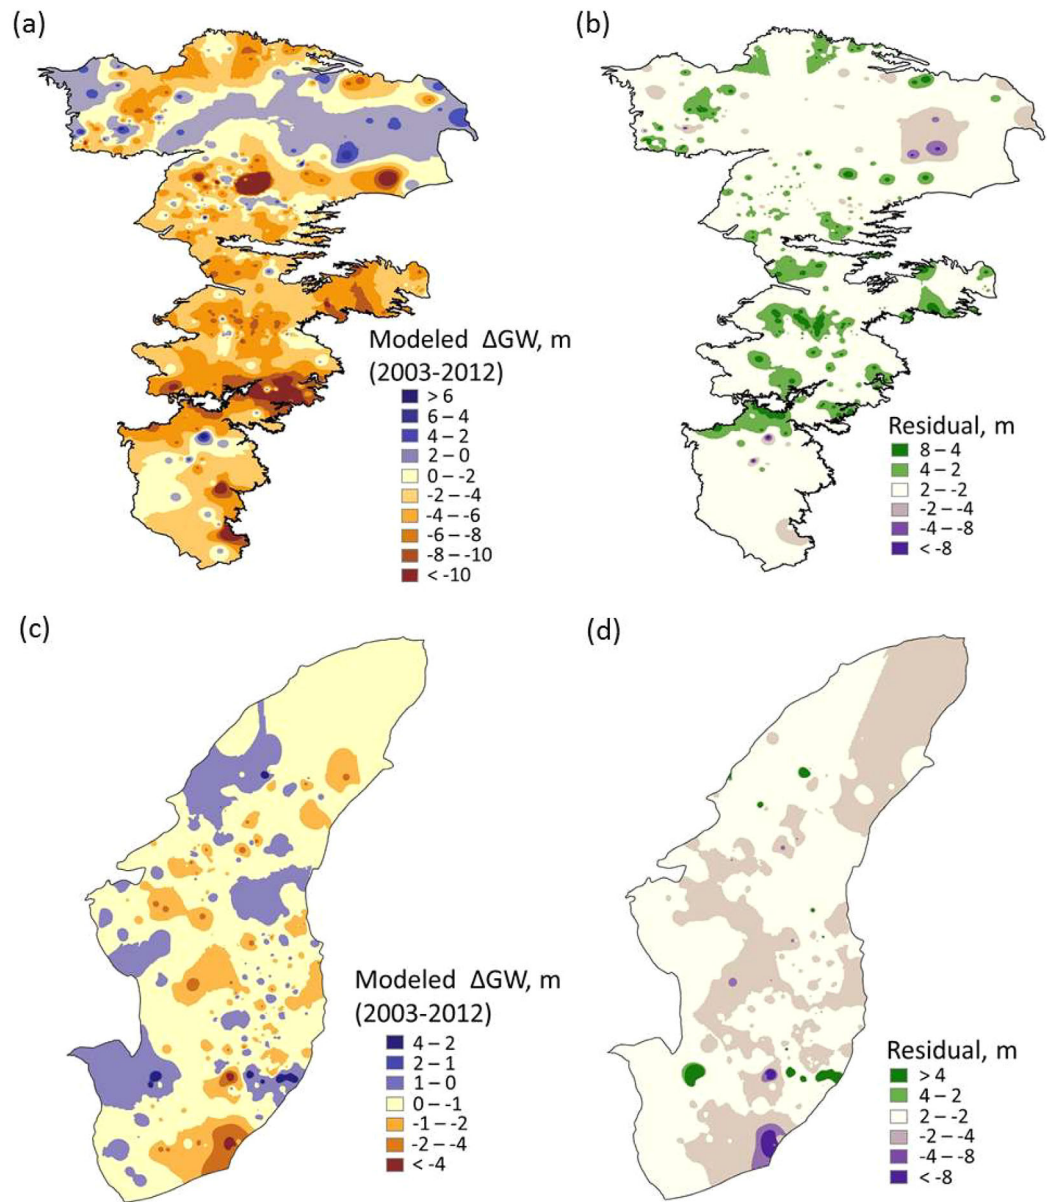 (a)
(b)
Modeled ΔGW, m
(2003-2012)
> 6
6 – 4
4 – 2
2 – 0
0 – -2
-2 – -4
-4 – -6
-6 – -8
-8 – -10
< -10
Residual, m
8 – 4
4 – 2
2 – -2
-2 – -4
-4 – -8
< -8
(c)
(d)
Modeled ΔGW, m
(2003-2012)
4 – 2
2 – 1
1 – 0
0 – -1
-1 – -2
-2 – -4
< -4
Residual, m
> 4
4 – 2
2 – -2
-2 – -4
-4 – -8
< -8